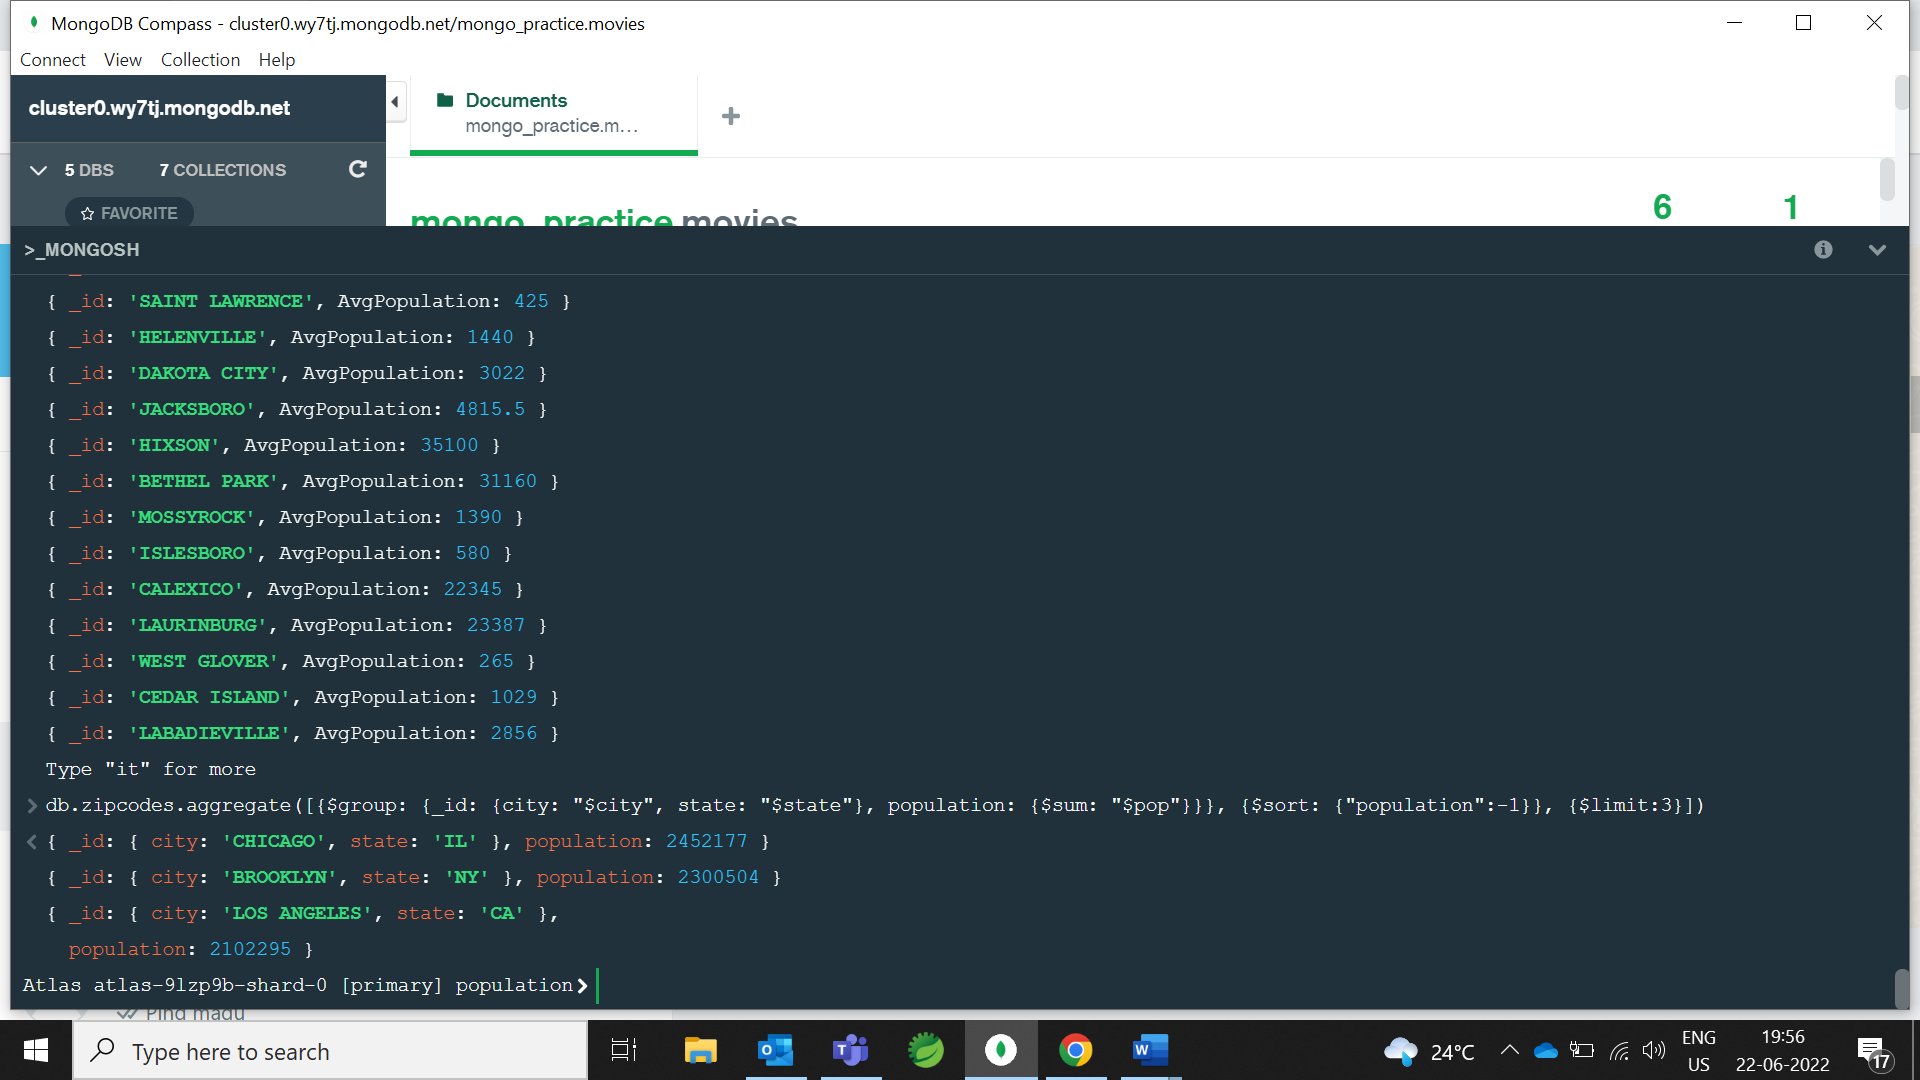 MongoDB Compass - cluster0.wy7tj.mongodb.net/mongo_practice.movies
Connect View Collection Help
cluster0.wy7tj.mongodb.net
Documents
mongo_practice.m...
5 DBS 7 COLLECTIONS
FAVORITE
mongo_practice.movies
6 1
>_MONGOSH
{ _id: 'SAINT LAWRENCE', AvgPopulation: 425 }
{ _id: 'HELENVILLE', AvgPopulation: 1440 }
{ _id: 'DAKOTA CITY', AvgPopulation: 3022 }
{ _id: 'JACKSBORO', AvgPopulation: 4815.5 }
{ _id: 'HIXSON', AvgPopulation: 35100 }
{ _id: 'BETHEL PARK', AvgPopulation: 31160 }
{ _id: 'MOSSYROCK', AvgPopulation: 1390 }
{ _id: 'ISLESBORO', AvgPopulation: 580 }
{ _id: 'CALEXICO', AvgPopulation: 22345 }
{ _id: 'LAURINBURG', AvgPopulation: 23387 }
{ _id: 'WEST GLOVER', AvgPopulation: 265 }
{ _id: 'CEDAR ISLAND', AvgPopulation: 1029 }
{ _id: 'LABADIEVILLE', AvgPopulation: 2856 }
Type "it" for more
> db.zipcodes.aggregate([{$group: {_id: {city: "$city", state: "$state"}, population: {$sum: "$pop"}}}, {$sort: {"population":-1}}, {$limit:3}])
< { _id: { city: 'CHICAGO', state: 'IL' }, population: 2452177 }
{ _id: { city: 'BROOKLYN', state: 'NY' }, population: 2300504 }
{ _id: { city: 'LOS ANGELES', state: 'CA' },
population: 2102295 }
Atlas atlas-9lzp9b-shard-0 [primary] population>
Pind madu
Type here to search
24°C
ENG
US
19:56
22-06-2022
17